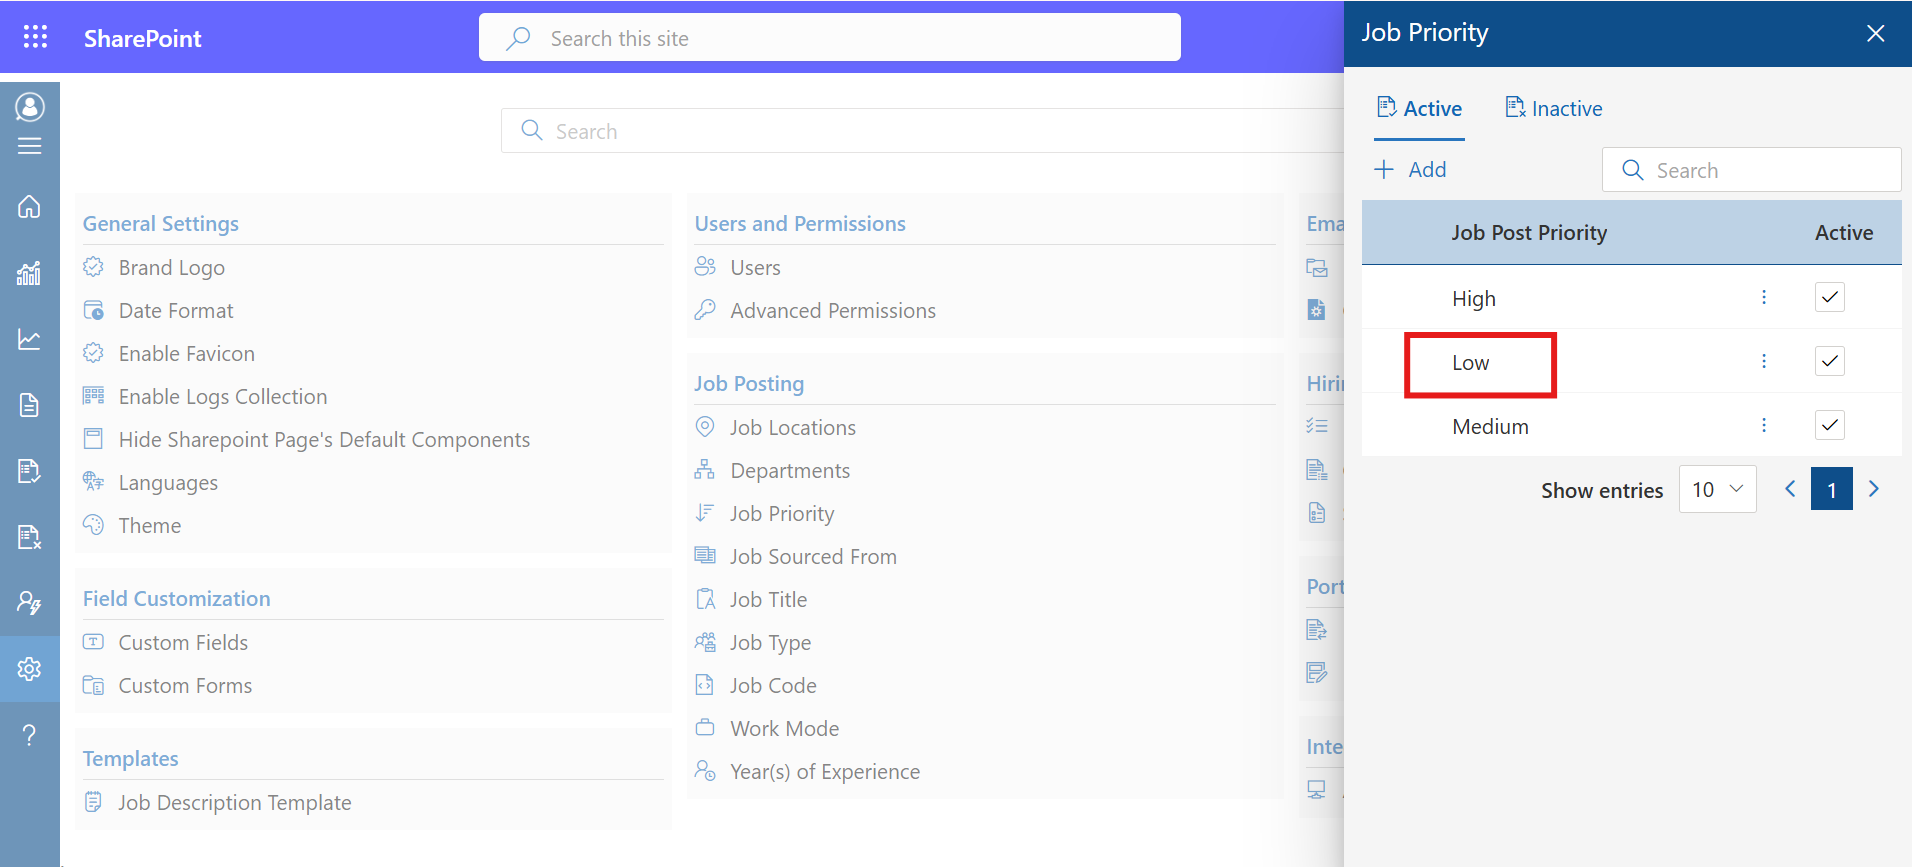 SharePoint
Search this site
Search
General Settings
Brand Logo
Date Format
Enable Favicon
Enable Logs Collection
Hide Sharepoint Page's Default Components
Languages
Theme
Field Customization
Custom Fields
Custom Forms
Templates
Job Description Template
Users and Permissions
Users
Advanced Permissions
Job Posting
Job Locations
Departments
Job Priority
Job Sourced From
Job Title
Job Type
Job Code
Work Mode
Year(s) of Experience
Ema
Hirin
Port
Inte
Job Priority
Active Inactive
Add
Search
Job Post Priority Active
High
Low
Medium
Show entries 10 1